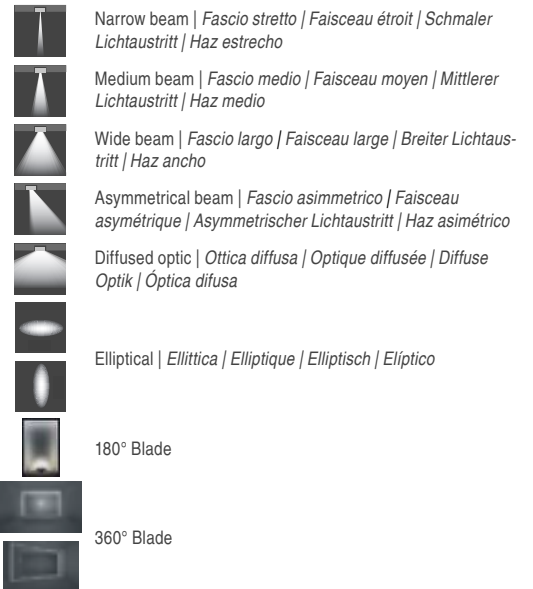 Narrow beam | Fascio stretto | Faisceau étroit | Schmaler
Lichtaustritt | Haz estrecho
Medium beam | Fascio medio | Faisceau moyen | Mittlerer
Lichtaustritt | Haz medio
Wide beam | Fascio largo | Faisceau large | Breiter Lichtaus-
tritt | Haz ancho
Asymmetrical beam | Fascio asimmetrico | Faisceau
asymétrique | Asymmetrischer Lichtaustritt | Haz asimétrico
Diffused optic | Ottica diffusa | Optique diffusée | Diffuse
Optik | Óptica difusa
Elliptical | Ellittica | Elliptique | Elliptisch | Elíptico
180° Blade
360° Blade